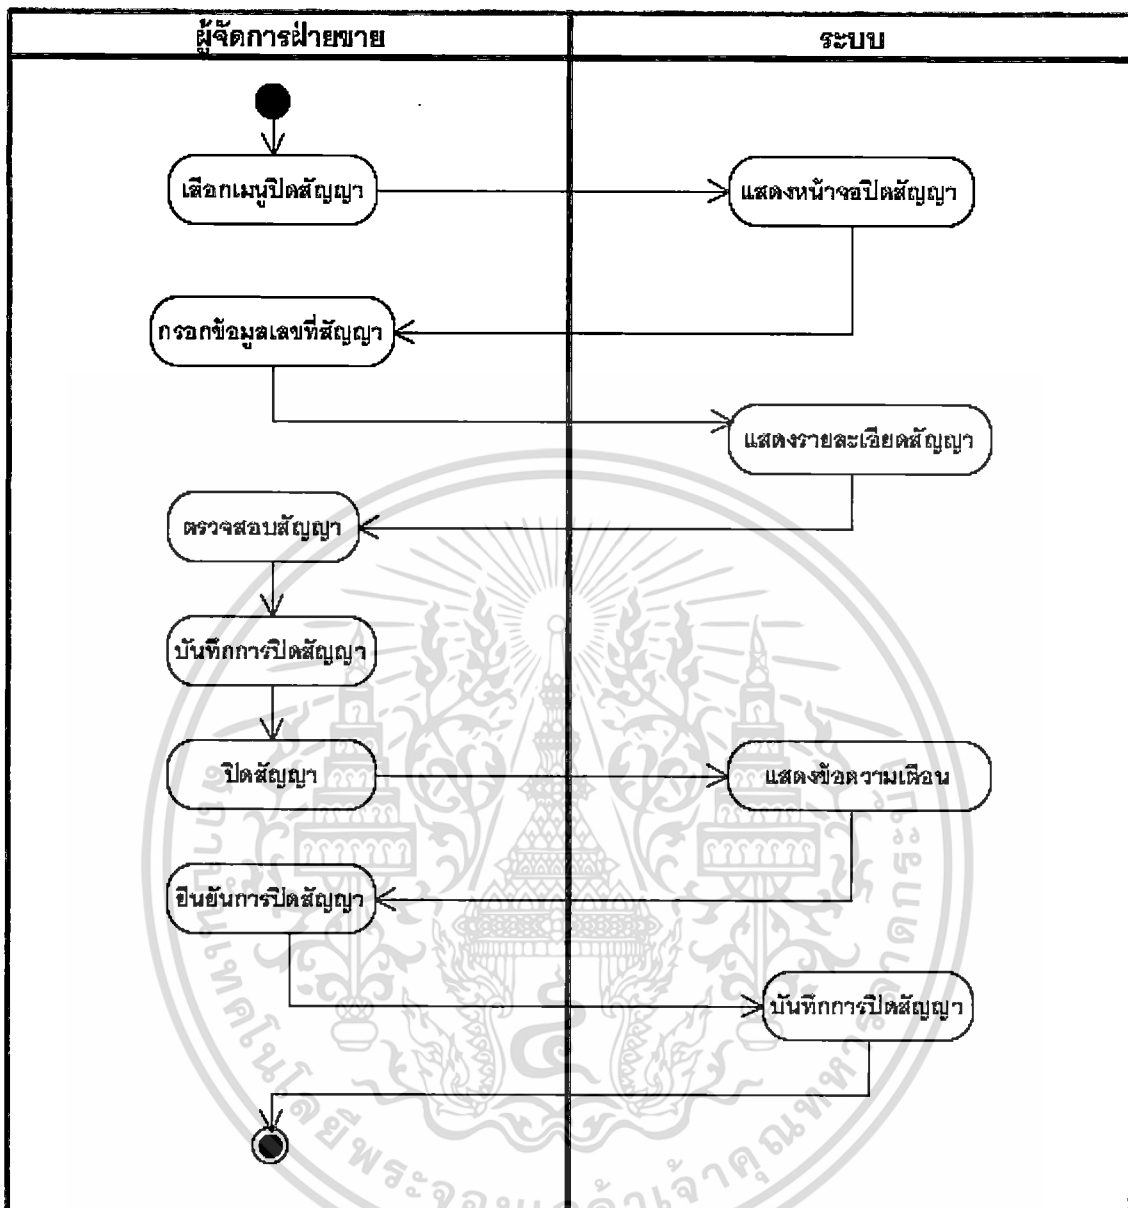 ผู้จัดการฝ่ายขาย
ระบบ
เลือกเมนูปิดสัญญา
แสดงหน้าจอปิดสัญญา
กรอกข้อมูลเลขที่สัญญา
แสดงรายละเอียดสัญญา
ตรวจสอบสัญญา
บันทึกการปิดสัญญา
ปิดสัญญา
แสดงข้อความเตือน
ยืนยันการปิดสัญญา
บันทึกการปิดสัญญา